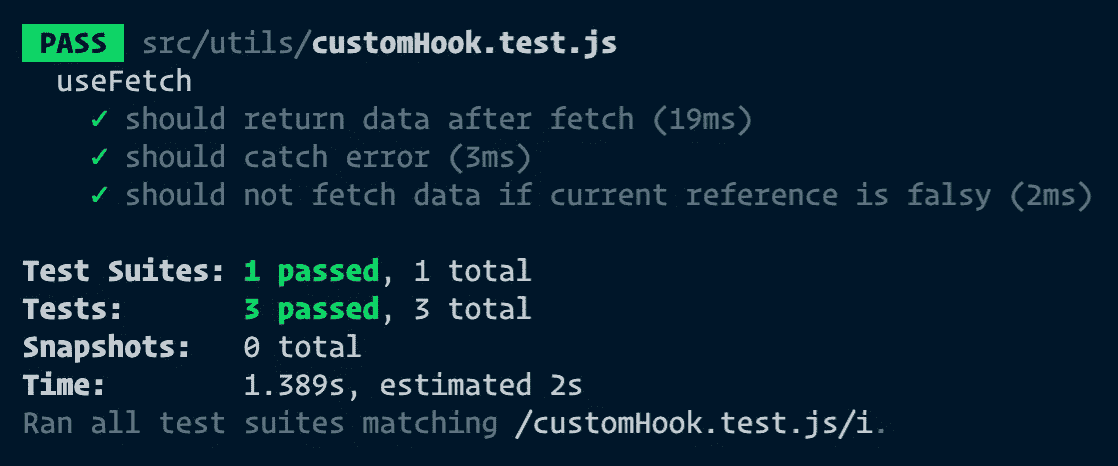 PASS src/utils/customHook.test.js
useFetch
✓ should return data after fetch (19ms)
✓ should catch error (3ms)
✓ should not fetch data if current reference is falsy (2ms)
Test Suites: 1 passed, 1 total
Tests: 3 passed, 3 total
Snapshots: 0 total
Time: 1.389s, estimated 2s
Ran all test suites matching /customHook.test.js/i.